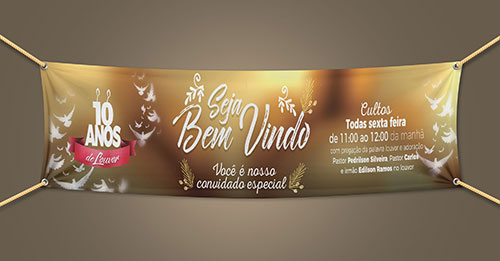 10
ANOS
de Louvor
Seja
Bem Vindo
Você é nosso
convidado especial
Cultos
Todas sexta feira
de 11:00 ao 12:00 da manhã
com pregação da palavra louvor e adoração
Pastor Pedrilson Silveira, Pastor Carlos
e irmão Edilson Ramos no louvor